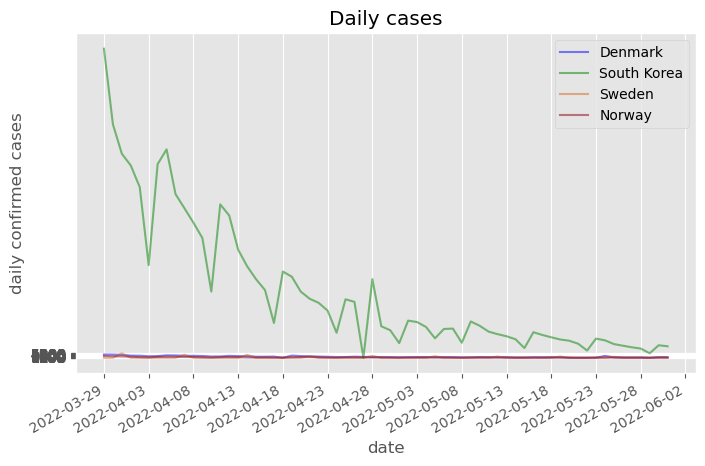 Daily cases
Denmark
South Korea
Sweden
Norway
daily confirmed cases
2022-03-29
2022-04-03
2022-04-08
2022-04-13
2022-04-18
2022-04-23
2022-04-28
2022-05-03
2022-05-08
2022-05-13
2022-05-18
2022-05-23
2022-05-28
2022-06-02
date